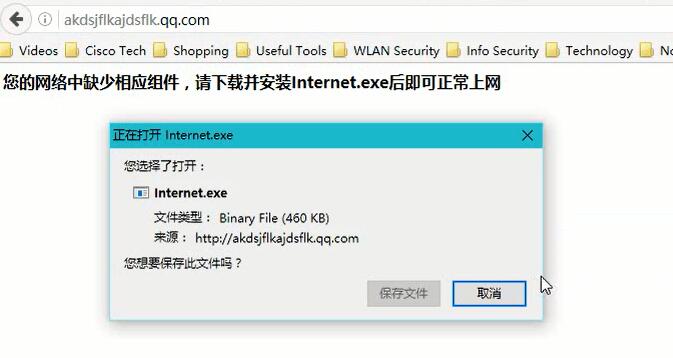 akdsjflkajdsflk.qq.com
Videos Cisco Tech Shopping Useful Tools WLAN Security Info Security Technology No
您的网络中缺少相应组件，请下载并安装Internet.exe后即可正常上网
正在打开 Internet.exe
您选择了打开：
Internet.exe
文件类型： Binary File (460 KB)
来源： http://akdsjflkajdsflk.qq.com
您想要保存此文件吗？
保存文件 取消